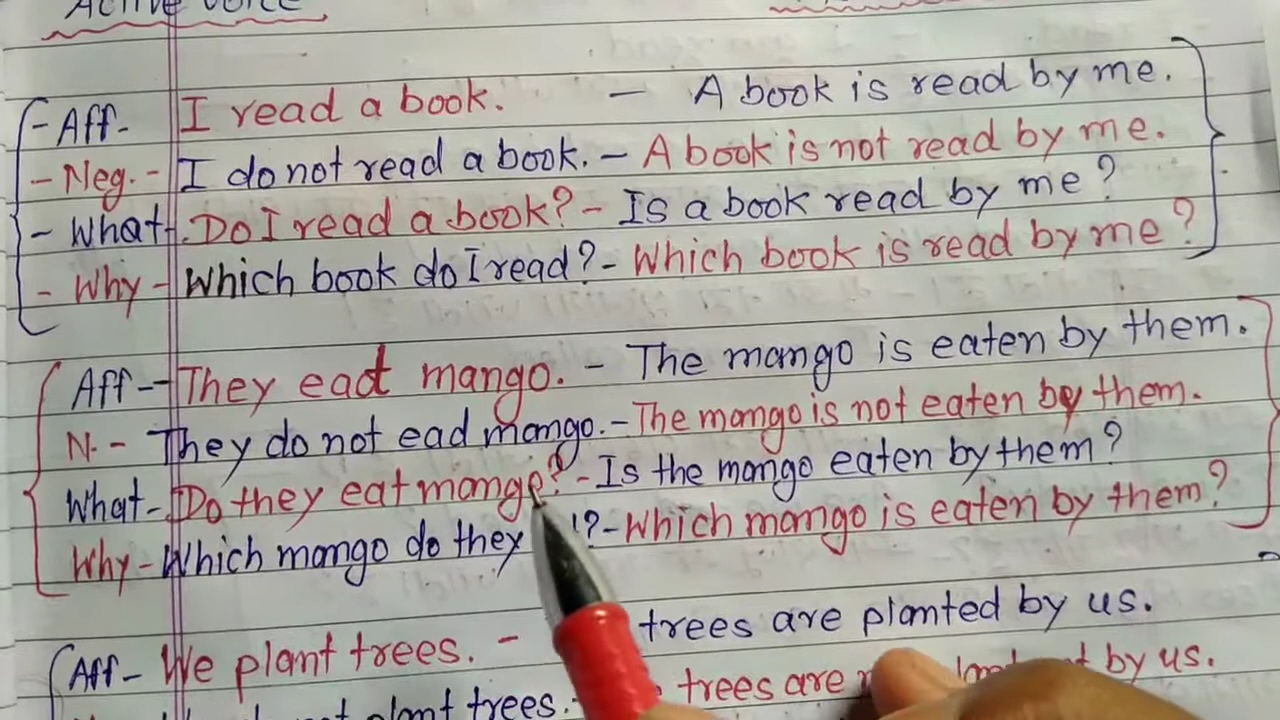 Active Voice
- Aff- I read a book. - A book is read by me.
- Neg.- I do not read a book. - A book is not read by me.
- What- Do I read a book? - Is a book read by me?
- Why - Which book do I read? - Which book is read by me?
Aff - They eat mango. - The mango is eaten by them.
N. - They do not ead mango. - The mango is not eaten by them.
What - Do they eat mango? - Is the mango eaten by them?
Why - Which mango do they ? - Which mango is eaten by them?
Aff - We plant trees. - trees are planted by us.
not plant trees. - trees are by us.